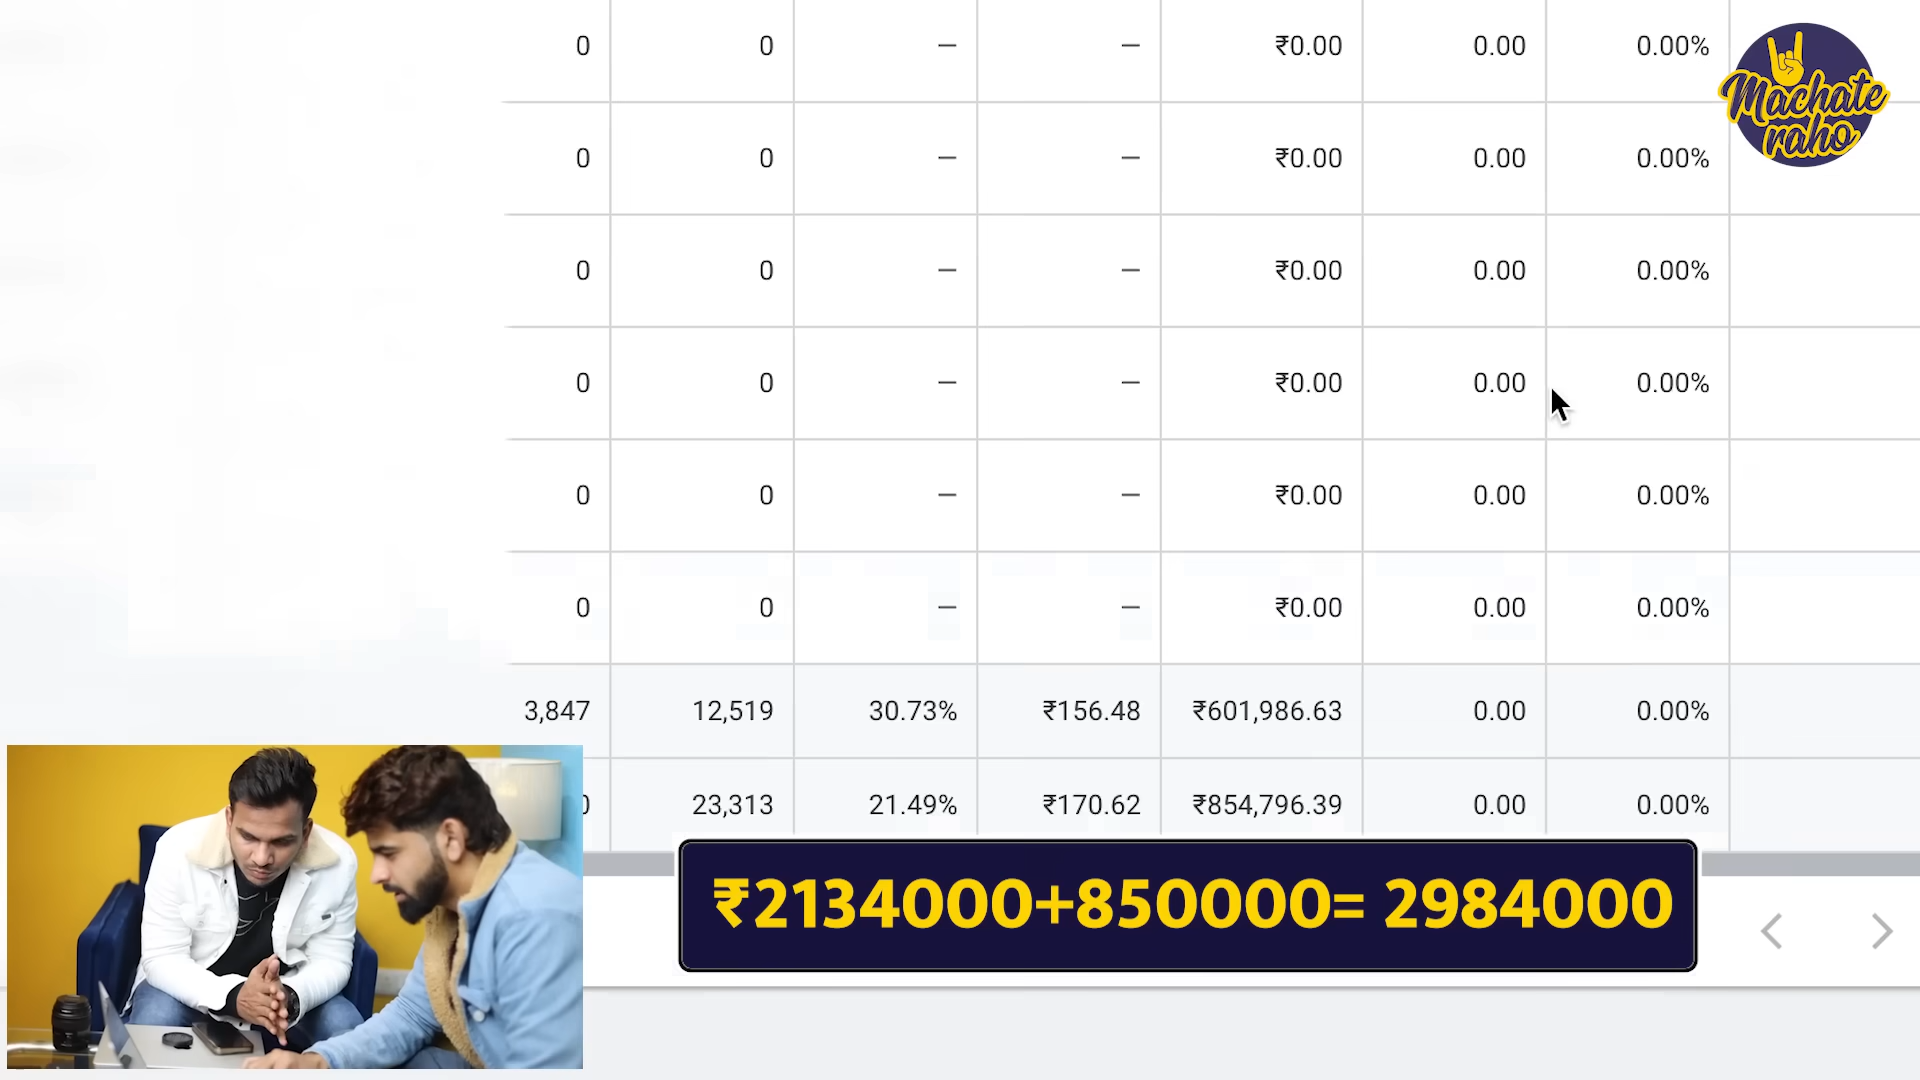 0 0 — — ₹0.00 0.00 0.00%
Machate
raho
0 0 — — ₹0.00 0.00 0.00%
0 0 — — ₹0.00 0.00 0.00%
0 0 — — ₹0.00 0.00 0.00%
0 0 — — ₹0.00 0.00 0.00%
0 0 — — ₹0.00 0.00 0.00%
3,847 12,519 30.73% ₹156.48 ₹601,986.63 0.00 0.00%
0 23,313 21.49% ₹170.62 ₹854,796.39 0.00 0.00%
₹2134000+850000= 2984000